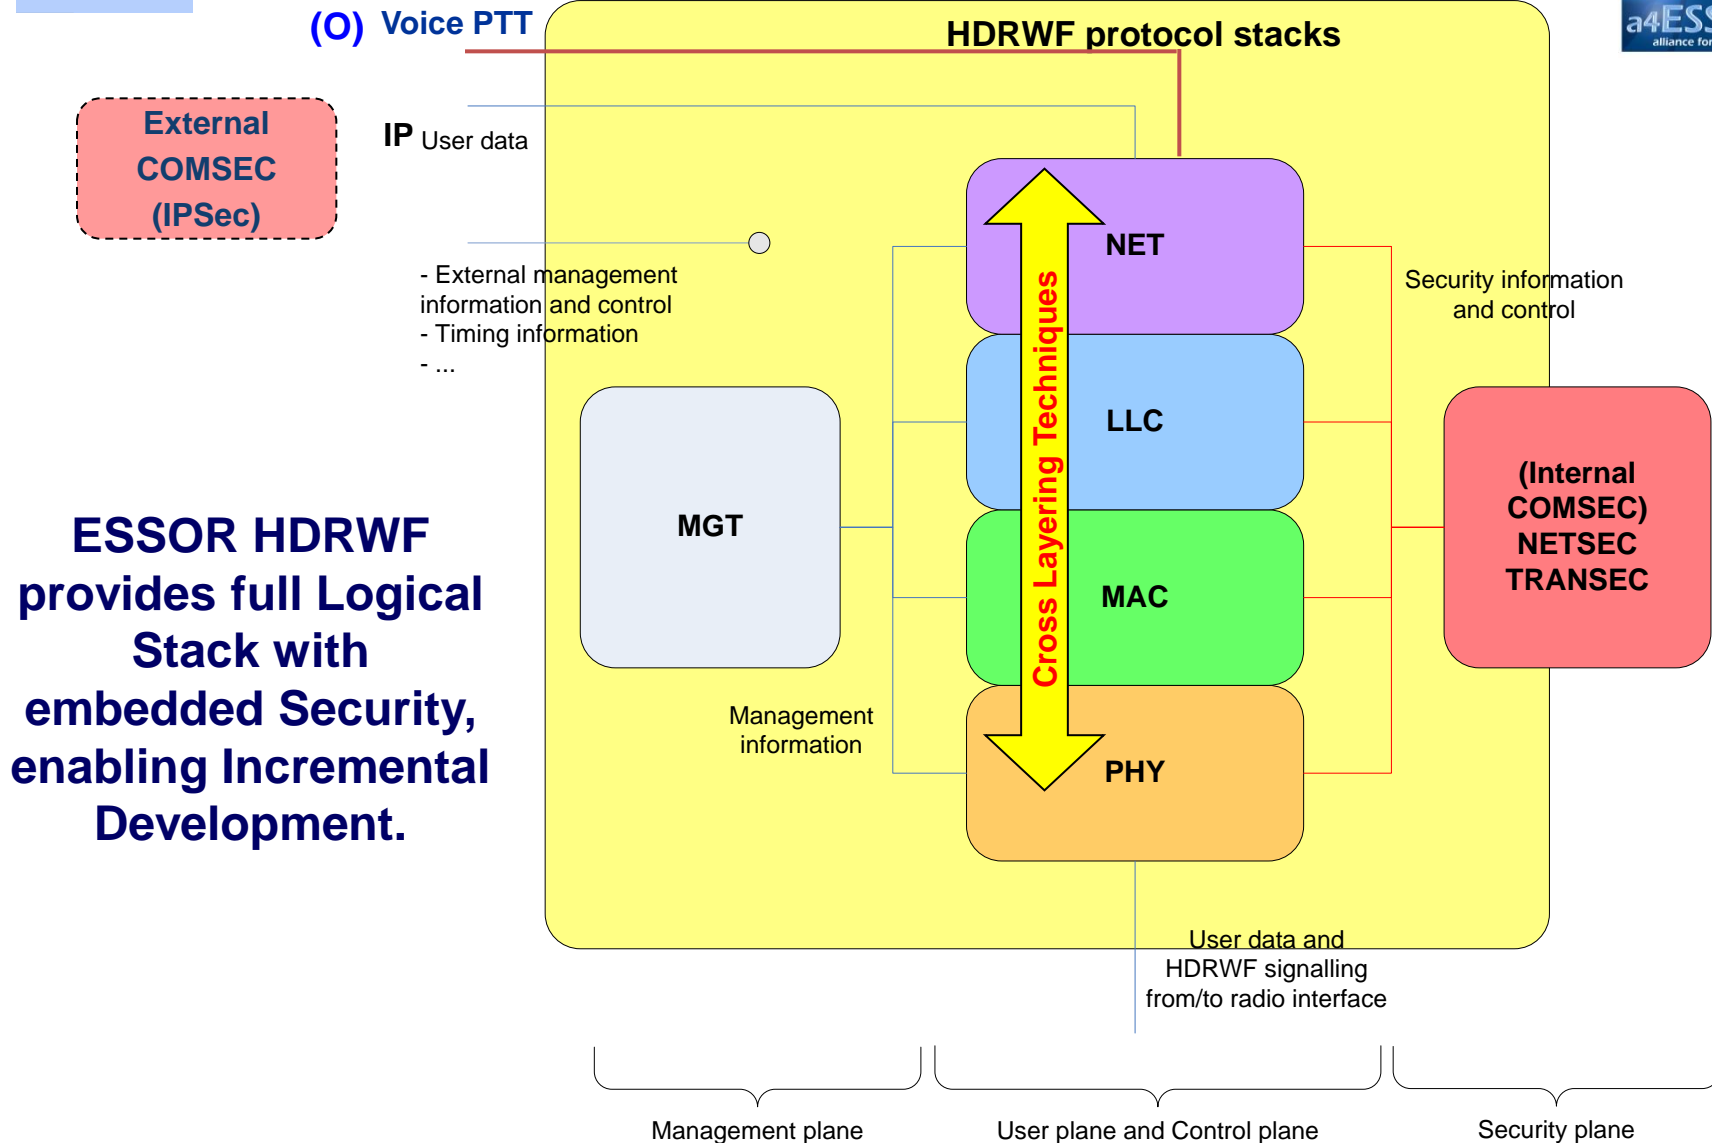 (O) Voice PTT
HDRWF protocol stacks
a4ESS
alliance for
External
COMSEC
(IPSec)
IP User data
- External management
information and control
- Timing information
- ...
NET
LLC
MAC
PHY
Cross Layering Techniques
Security information
and control
MGT
(Internal
COMSEC)
NETSEC
TRANSEC
Management
information
ESSOR HDRWF
provides full Logical
Stack with
embedded Security,
enabling Incremental
Development.
User data and
HDRWF signalling
from/to radio interface
Management plane
User plane and Control plane
Security plane